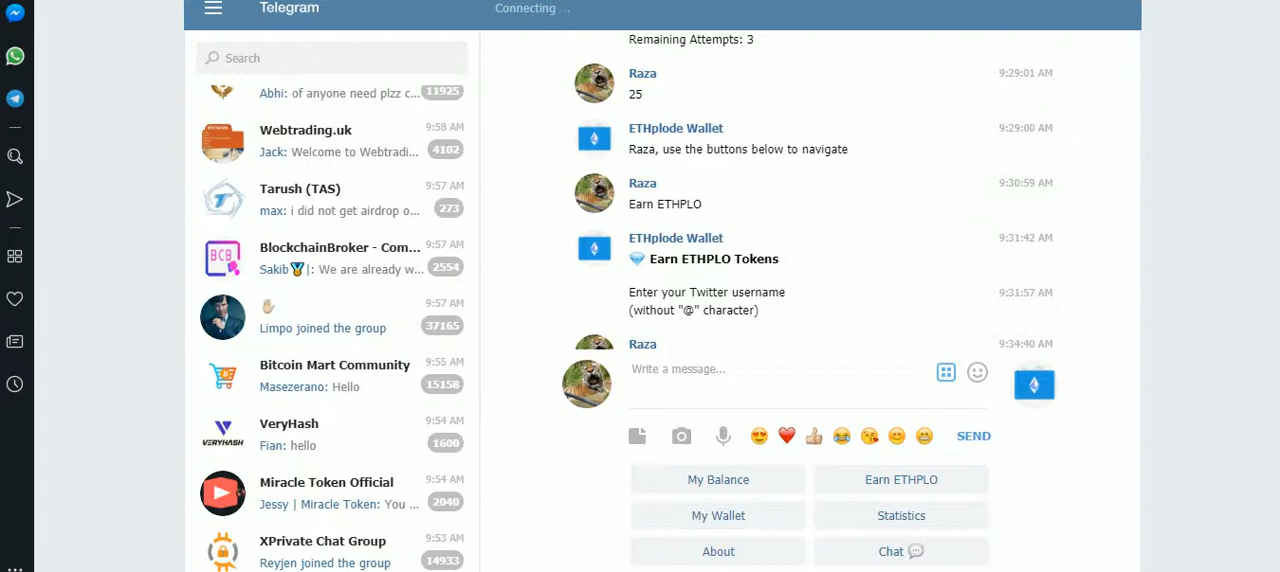 Telegram
Connecting ...
Search
Abhi: of anyone need plzz c... 11925
Webtrading.uk 9:58 AM
Jack: Welcome to Webtradi... 4102
Tarush (TAS) 9:57 AM
max: i did not get airdrop o... 273
BlockchainBroker - Com... 9:57 AM
Sakib🏅|: We are already w... 2554
✋ 9:57 AM
Limpo joined the group 37165
Bitcoin Mart Community 9:55 AM
Masezerano: Hello 15158
VeryHash 9:54 AM
Fian: hello 1600
VERYHASH
Miracle Token Official 9:54 AM
Jessy | Miracle Token: You ... 2040
XPrivate Chat Group 9:53 AM
Reyjen joined the group 14933
BCB
Remaining Attempts: 3
Raza 9:29:01 AM
25
ETHplode Wallet 9:29:00 AM
Raza, use the buttons below to navigate
Raza 9:30:59 AM
Earn ETHPLO
ETHplode Wallet 9:31:42 AM
💎 Earn ETHPLO Tokens
Enter your Twitter username 9:31:57 AM
(without "@" character)
Raza 9:34:40 AM
Write a message...
😍 ❤️ 👍 😂 😘 😊 😁 SEND
My Balance Earn ETHPLO
My Wallet Statistics
About Chat 💬